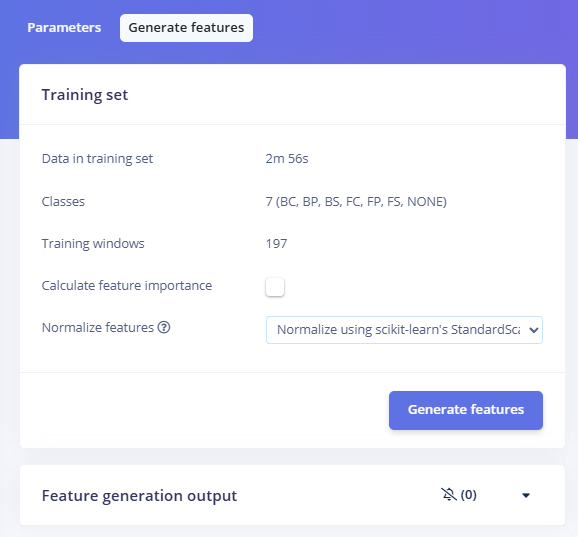 Parameters
Generate features
Training set
Data in training set 2m 56s
Classes 7 (BC, BP, BS, FC, FP, FS, NONE)
Training windows 197
Calculate feature importance
Normalize features Normalize using scikit-learn's StandardSca
Generate features
Feature generation output (0)